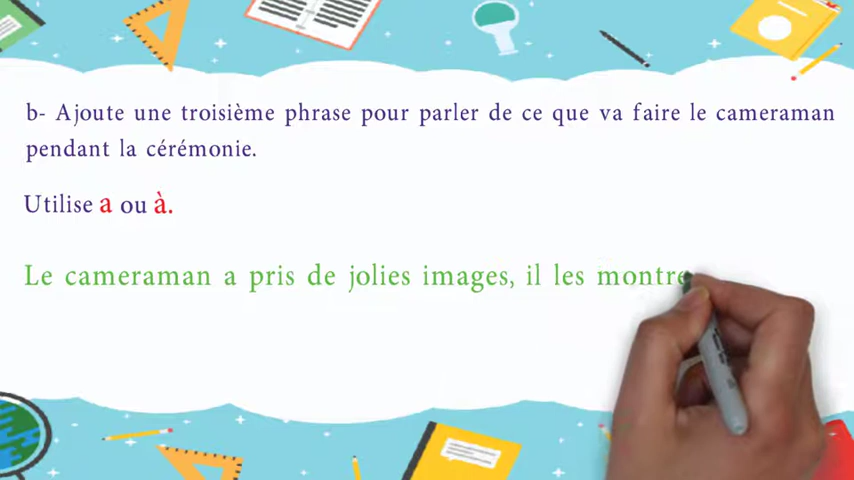 b- Ajoute une troisième phrase pour parler de ce que va faire le cameraman
pendant la cérémonie.
Utilise a ou à.
Le cameraman a pris de jolies images, il les montre